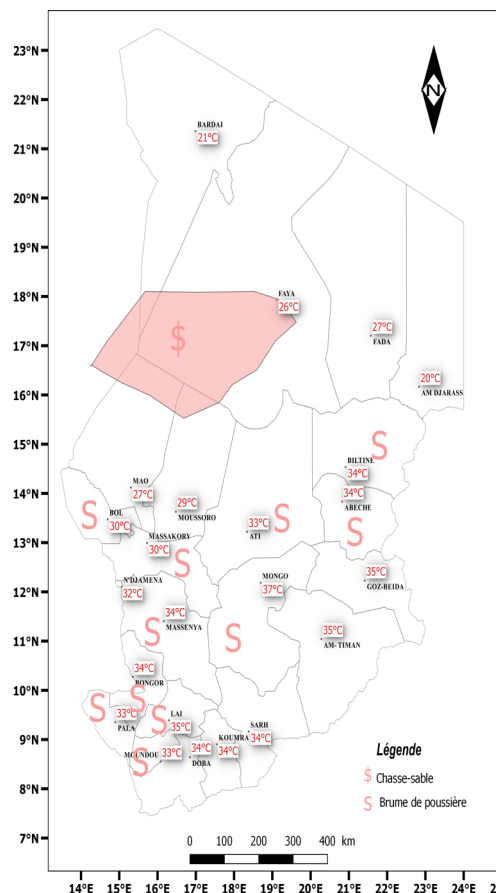 23°N
22°N
21°N
20°N
19°N
18°N
17°N
16°N
15°N
14°N
13°N
12°N
11°N
10°N
9°N
8°N
7°N
N
BARDAI
21°C
FAYA
26°C
$
27°C
FADA
20°C
AM DJARASS
S
BILTINE
34°C
34°C
ABECHE
S
MAO
27°C
29°C
MOUSSORO
S
BOL
30°C
S
33°C
ATI
MASSAKORY
30°C
S
35°C
GOZ-BEIDA
MONGO
37°C
N'DJAMENA
32°C
34°C
MASSENYA
S
S
35°C
AM-TIMAN
34°C
BONGOR
S
S
33°C
PALA
LAI
35°C
S
SARH
34°C
KOUMRA
34°C
34°C
DOBA
MOUNDOU
33°C
S
Légende
$ Chasse-sable
S Brume de poussière
0 100 200 300 400 km
14°E 15°E 16°E 17°E 18°E 19°E 20°E 21°E 22°E 23°E 24°E 2